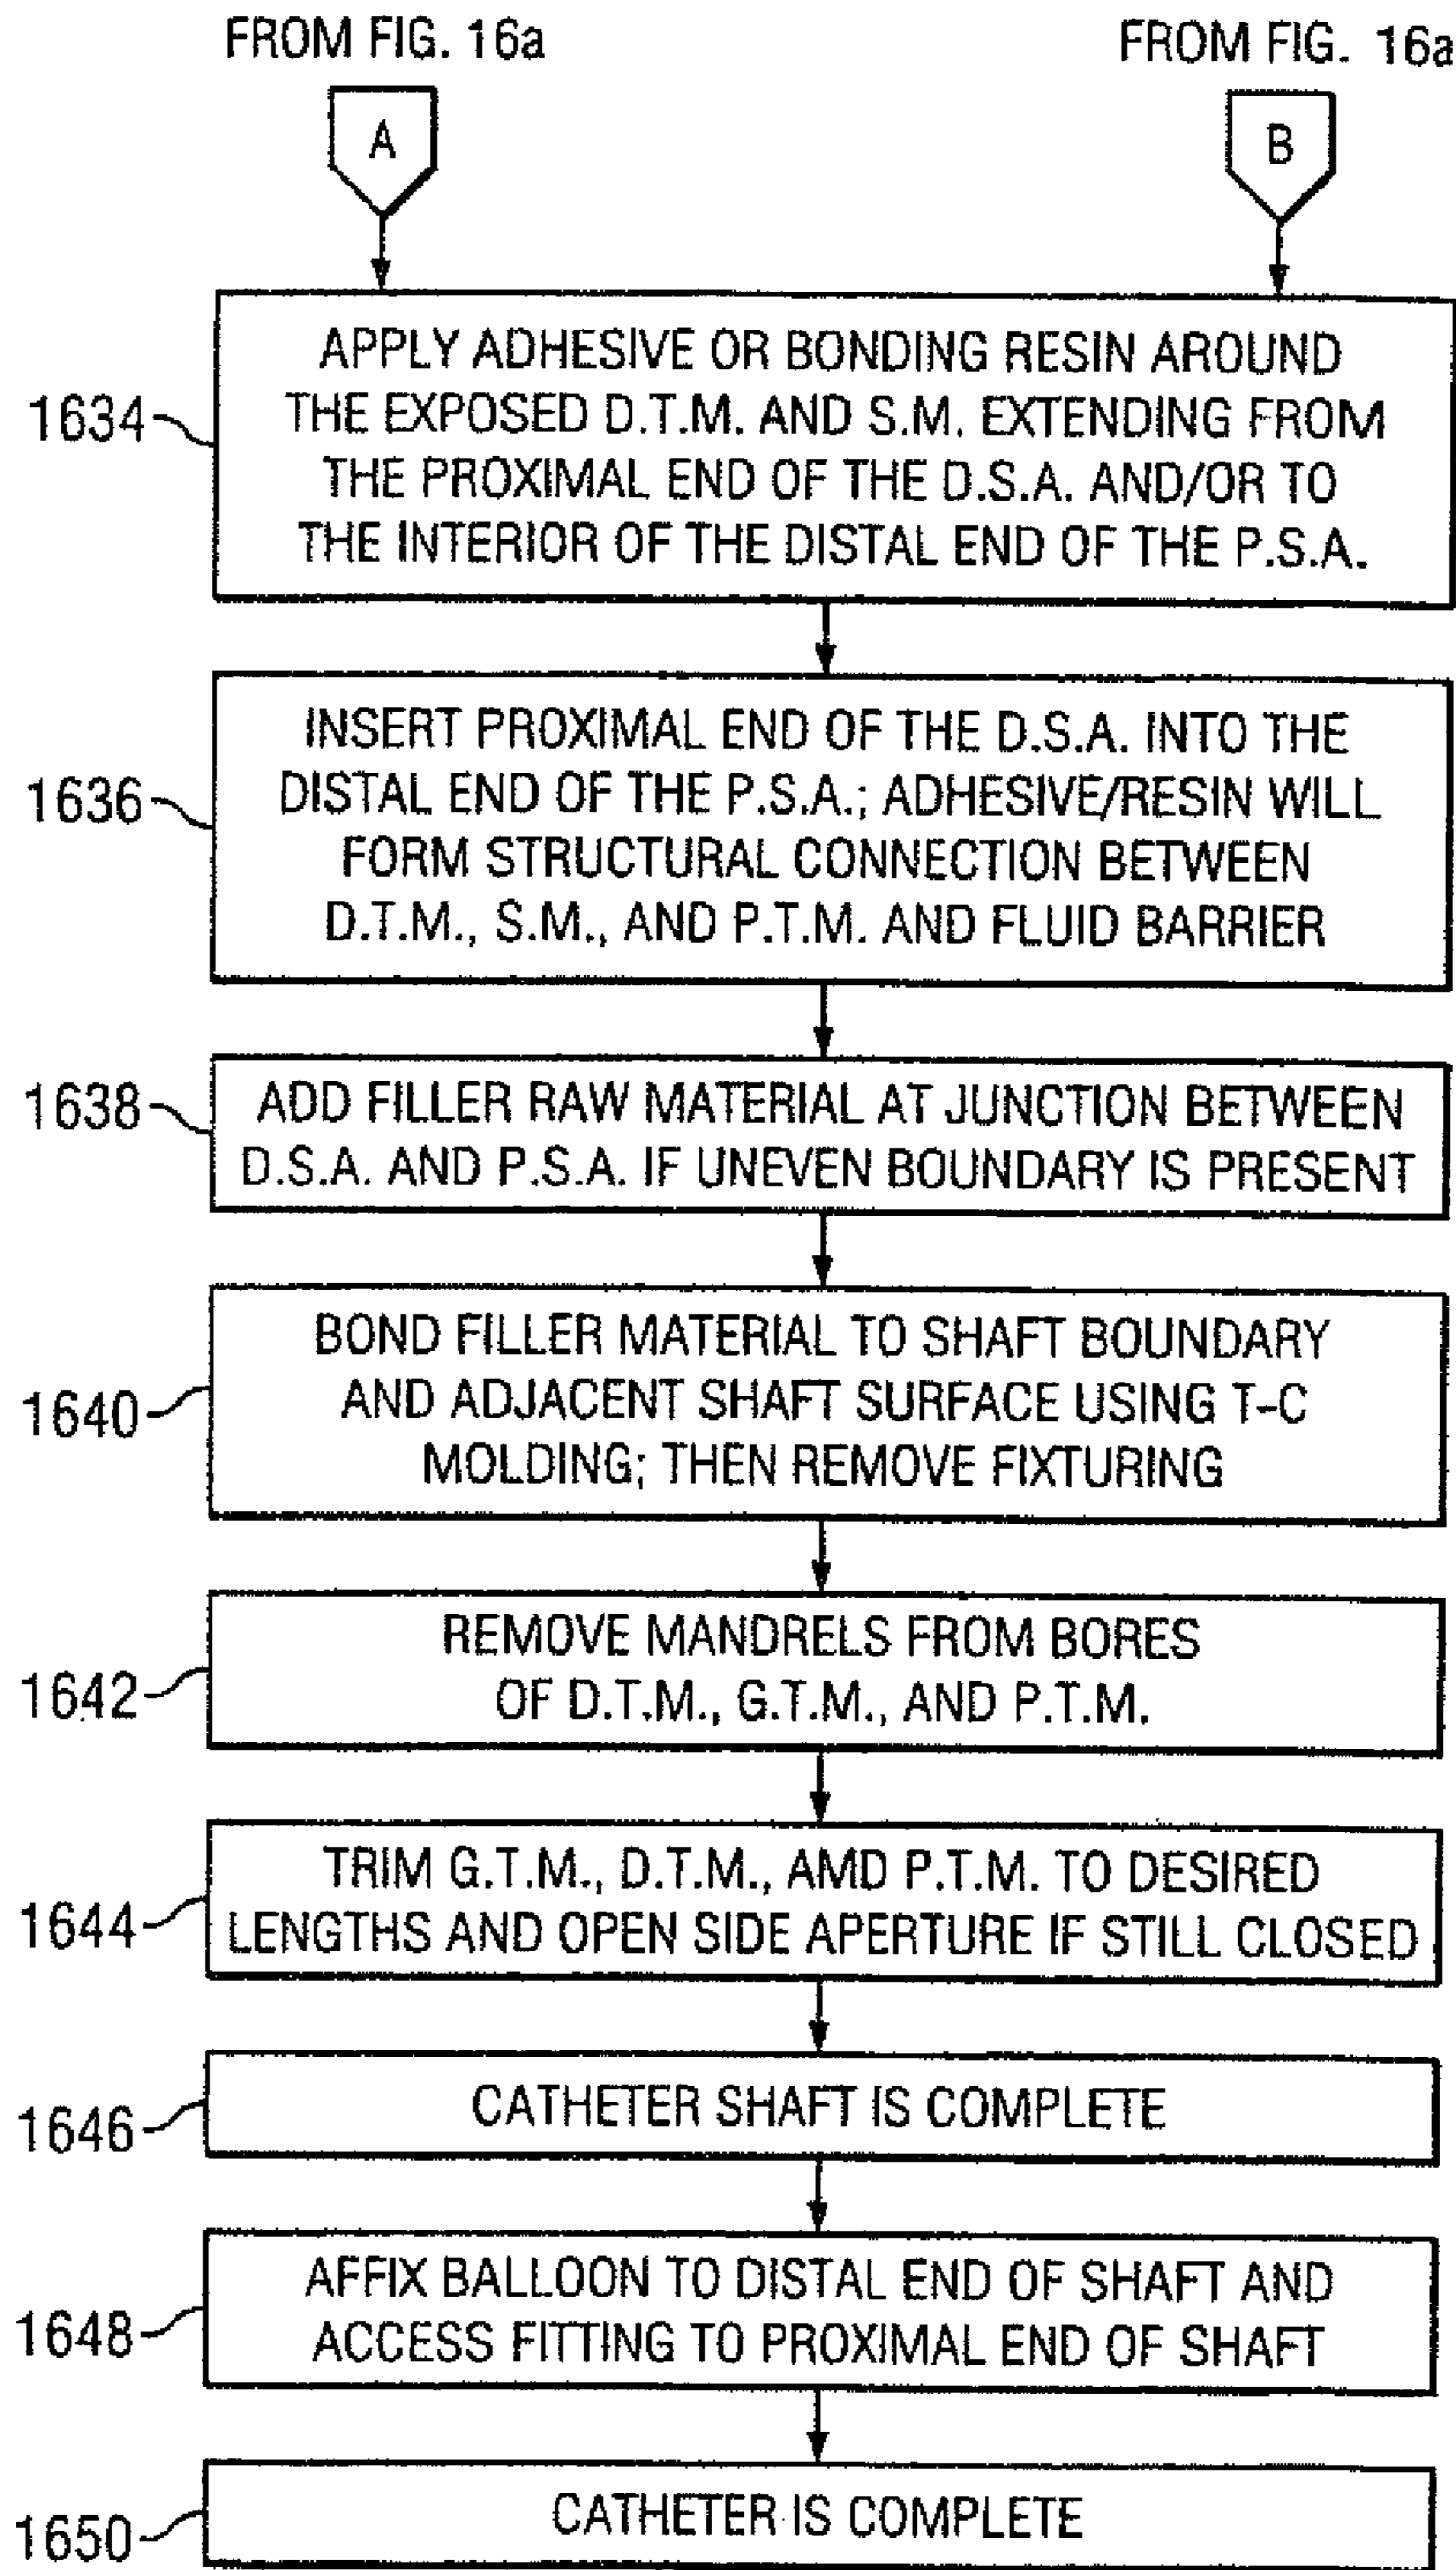 FROM FIG. 16a
FROM FIG. 16a
A
B
1634
APPLY ADHESIVE OR BONDING RESIN AROUND
THE EXPOSED D.T.M. AND S.M. EXTENDING FROM
THE PROXIMAL END OF THE D.S.A. AND/OR TO
THE INTERIOR OF THE DISTAL END OF THE P.S.A.
1636
INSERT PROXIMAL END OF THE D.S.A. INTO THE
DISTAL END OF THE P.S.A.; ADHESIVE/RESIN WILL
FORM STRUCTURAL CONNECTION BETWEEN
D.T.M., S.M., AND P.T.M. AND FLUID BARRIER
1638
ADD FILLER RAW MATERIAL AT JUNCTION BETWEEN
D.S.A. AND P.S.A. IF UNEVEN BOUNDARY IS PRESENT
1640
BOND FILLER MATERIAL TO SHAFT BOUNDARY
AND ADJACENT SHAFT SURFACE USING T-C
MOLDING; THEN REMOVE FIXTURING
1642
REMOVE MANDRELS FROM BORES
OF D.T.M., G.T.M., AND P.T.M.
1644
TRIM G.T.M., D.T.M., AMD P.T.M. TO DESIRED
LENGTHS AND OPEN SIDE APERTURE IF STILL CLOSED
1646
CATHETER SHAFT IS COMPLETE
1648
AFFIX BALLOON TO DISTAL END OF SHAFT AND
ACCESS FITTING TO PROXIMAL END OF SHAFT
1650
CATHETER IS COMPLETE